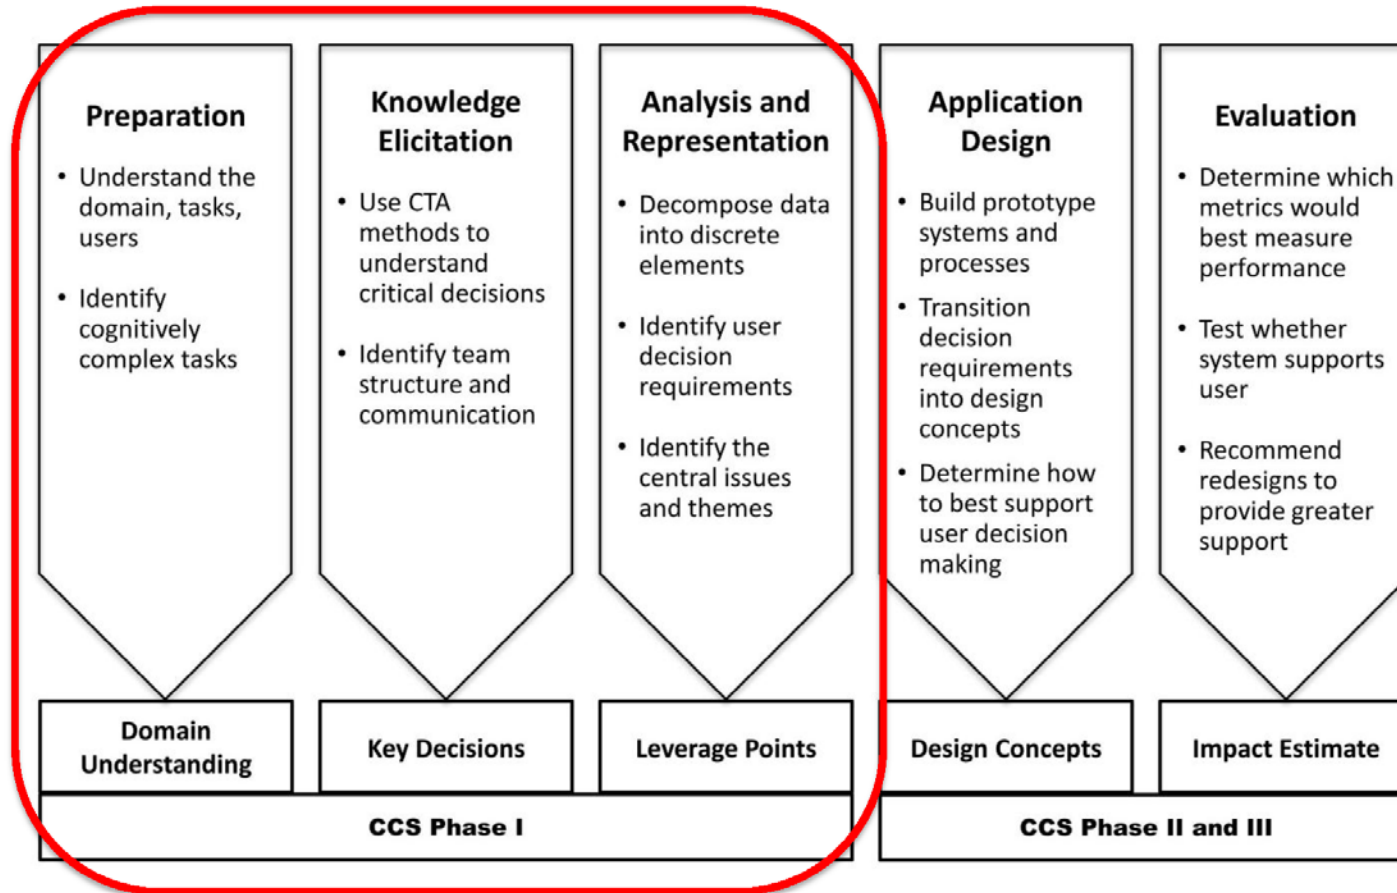 Preparation
• Understand the
domain, tasks,
users
• Identify
cognitively
complex tasks
Domain
Understanding
Knowledge
Elicitation
• Use CTA
methods to
understand
critical decisions
• Identify team
structure and
communication
Key Decisions
Analysis and
Representation
• Decompose data
into discrete
elements
• Identify user
decision
requirements
• Identify the
central issues
and themes
Leverage Points
CCS Phase I
Application
Design
• Build prototype
systems and
processes
• Transition
decision
requirements
into design
concepts
• Determine how
to best support
user decision
making
Design Concepts
Evaluation
• Determine which
metrics would
best measure
performance
• Test whether
system supports
user
• Recommend
redesigns to
provide greater
support
Impact Estimate
CCS Phase II and III